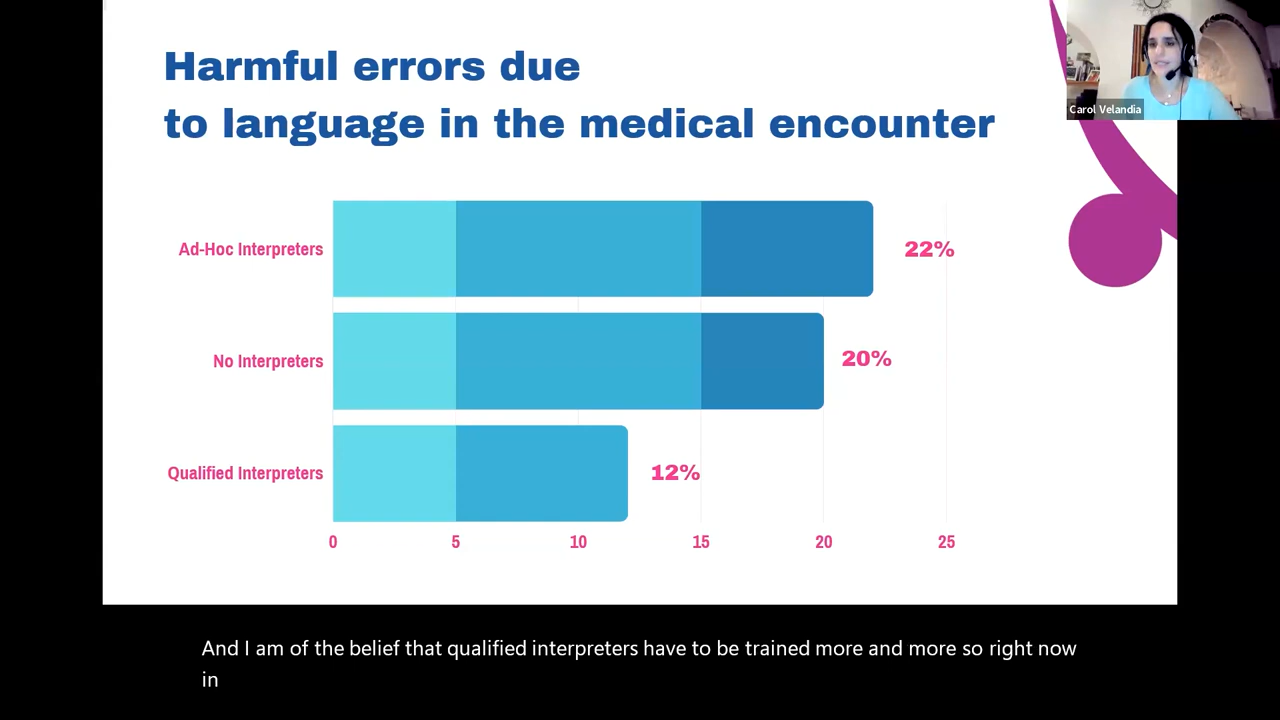 Harmful errors due
to language in the medical encounter
Carol Velandia
Ad-Hoc Interpreters
22%
No Interpreters
20%
Qualified Interpreters
12%
0 5 10 15 20 25
And I am of the belief that qualified interpreters have to be trained more and more so right now
in